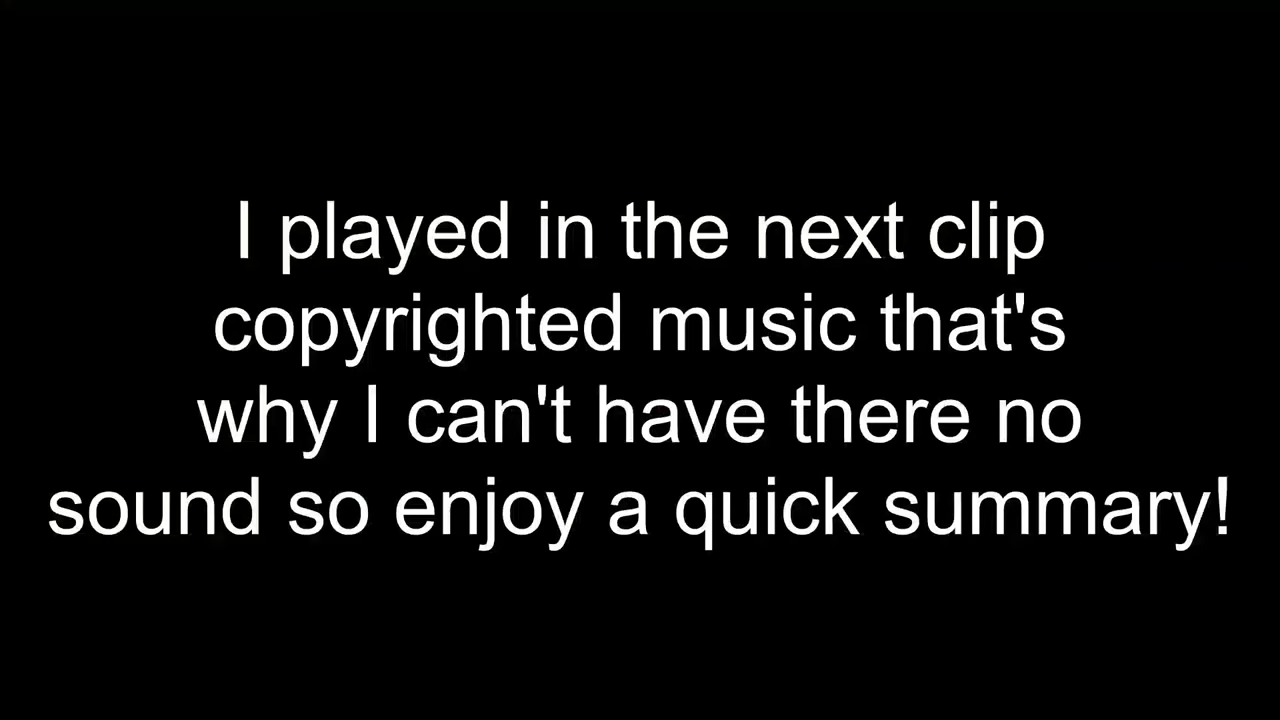 I played in the next clip
copyrighted music that's
why I can't have there no
sound so enjoy a quick summary!